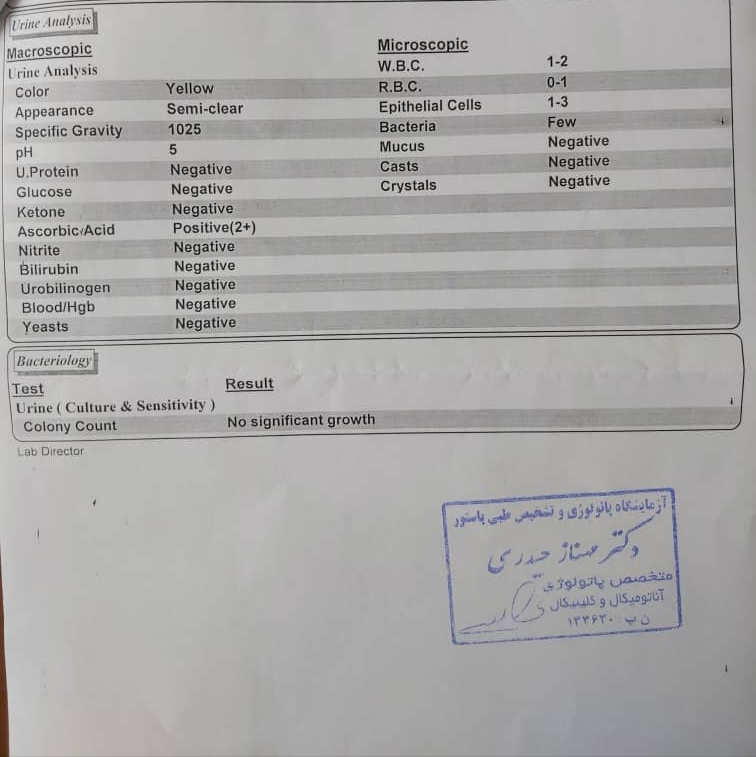 Urine Analysis
Macroscopic
Urine Analysis
Color Yellow
Appearance Semi-clear
Specific Gravity 1025
pH 5
U.Protein Negative
Glucose Negative
Ketone Negative
Ascorbic Acid Positive(2+)
Nitrite Negative
Bilirubin Negative
Urobilinogen Negative
Blood/Hgb Negative
Yeasts Negative
Microscopic
W.B.C. 1-2
R.B.C. 0-1
Epithelial Cells 1-3
Bacteria Few
Mucus Negative
Casts Negative
Crystals Negative
Bacteriology
Test Result
Urine ( Culture & Sensitivity )
Colony Count No significant growth
Lab Director
آزمایشگاه پاتولوژی و تشخیص طبی پاستور
دکتر مهناز حیدری
متخصص پاتولوژی
آناتومیکال و کلینیکال